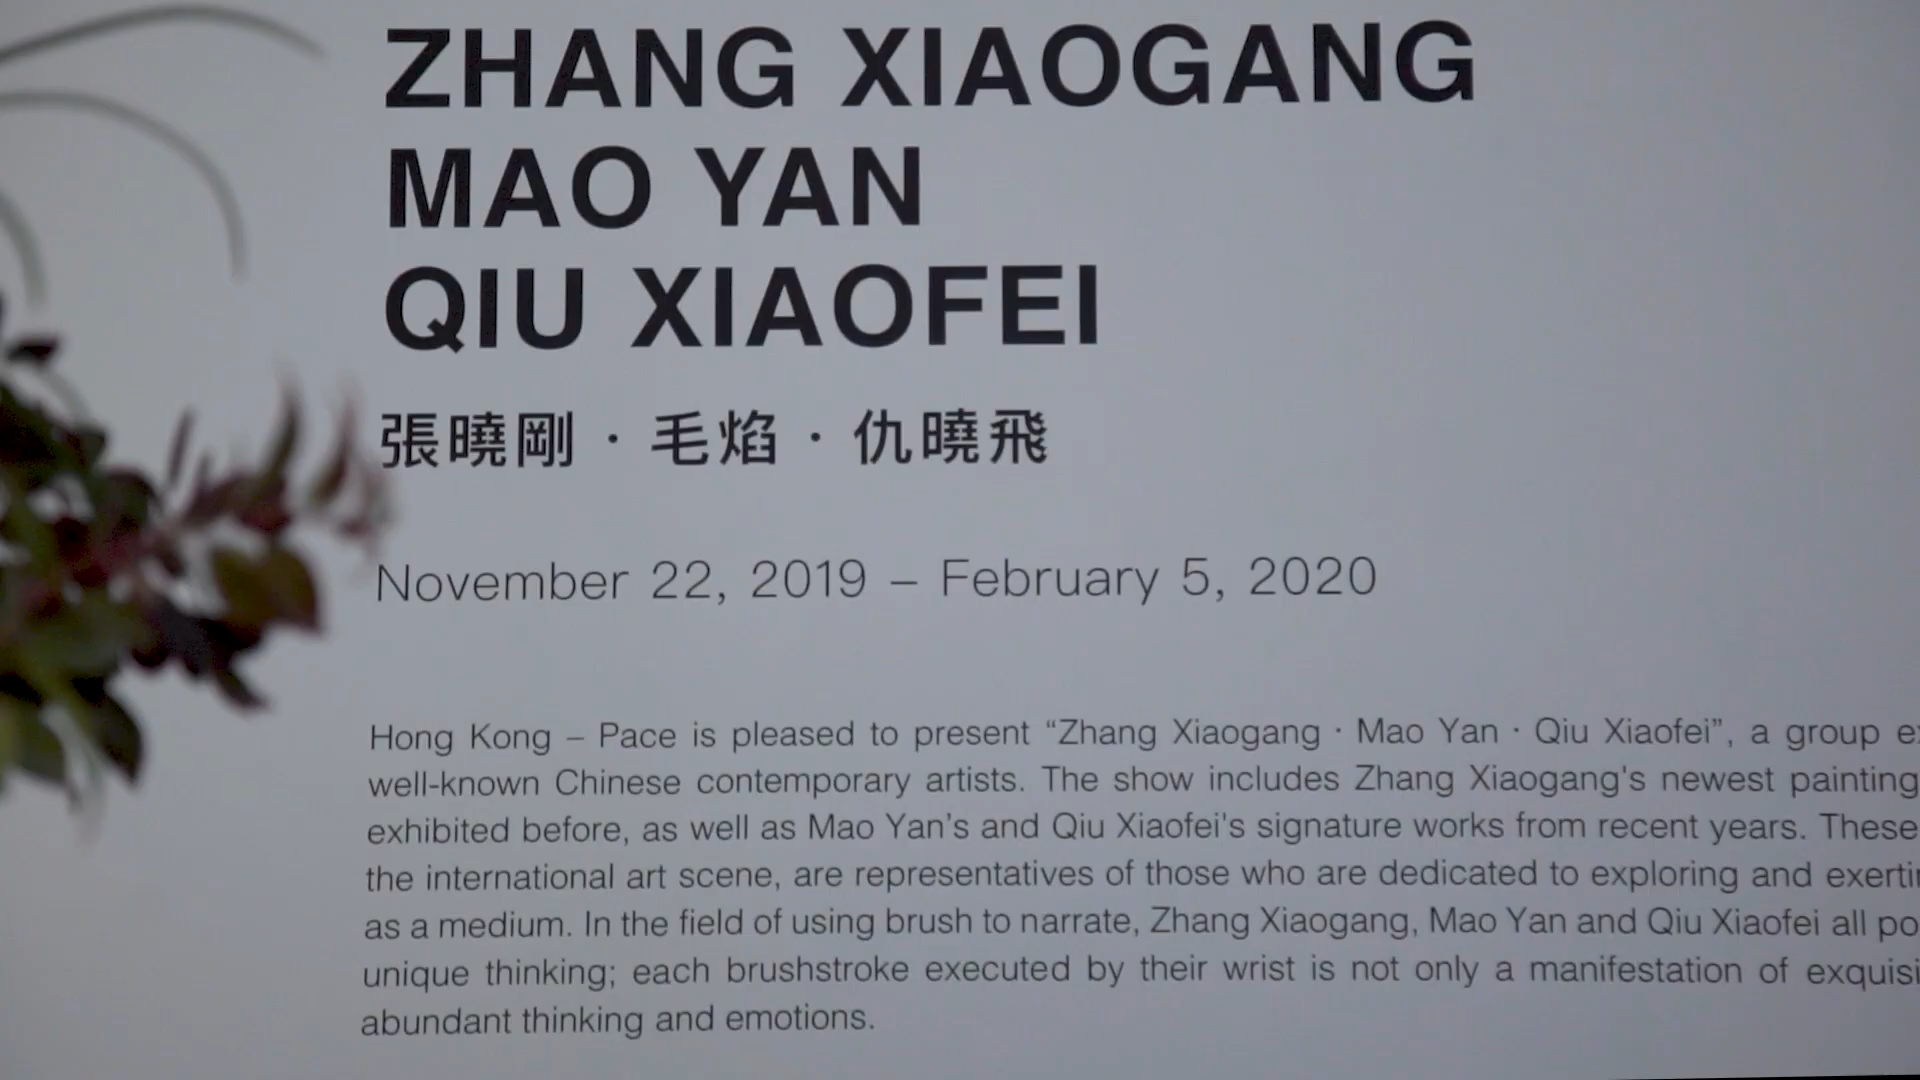 ZHANG XIAOGANG
MAO YAN
QIU XIAOFEI
張曉剛 · 毛焰 · 仇曉飛
November 22, 2019 – February 5, 2020
Hong Kong – Pace is pleased to present “Zhang Xiaogang · Mao Yan · Qiu Xiaofei”, a group
well-known Chinese contemporary artists. The show includes Zhang Xiaogang's newest painting
exhibited before, as well as Mao Yan’s and Qiu Xiaofei's signature works from recent years. These
the international art scene, are representatives of those who are dedicated to exploring and
as a medium. In the field of using brush to narrate, Zhang Xiaogang, Mao Yan and Qiu Xiaofei all
unique thinking; each brushstroke executed by their wrist is not only a manifestation of
abundant thinking and emotions.